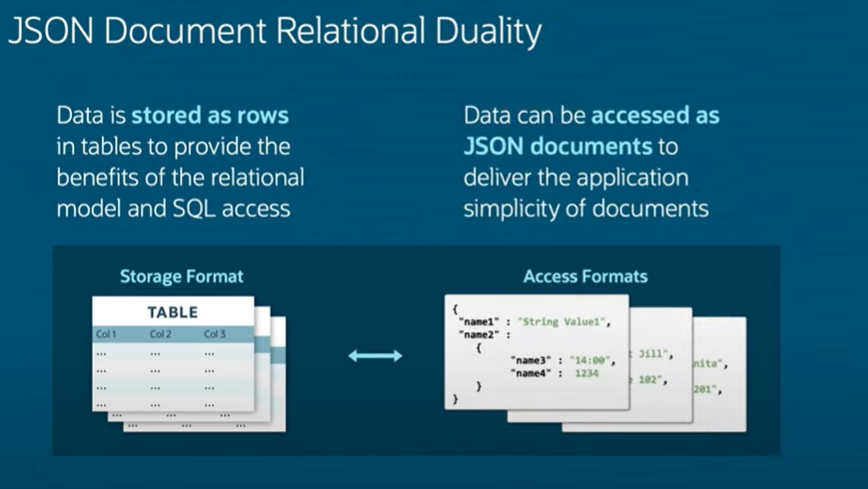 JSON Document Relational Duality
Data is stored as rows
in tables to provide the
benefits of the relational
model and SQL access
Data can be accessed as
JSON documents to
deliver the application
simplicity of documents
Storage Format
TABLE
Col 1 Col 2 Col 3
... ... ...
... ... ...
... ... ...
... ... ...
... ... ...
... ... ...
Access Formats
{
"name1" : "String Value1",
"name2" :
{
"name3" : "14:00",
"name4" : 1234
}
}
: Jill",
102",
nita",
201",